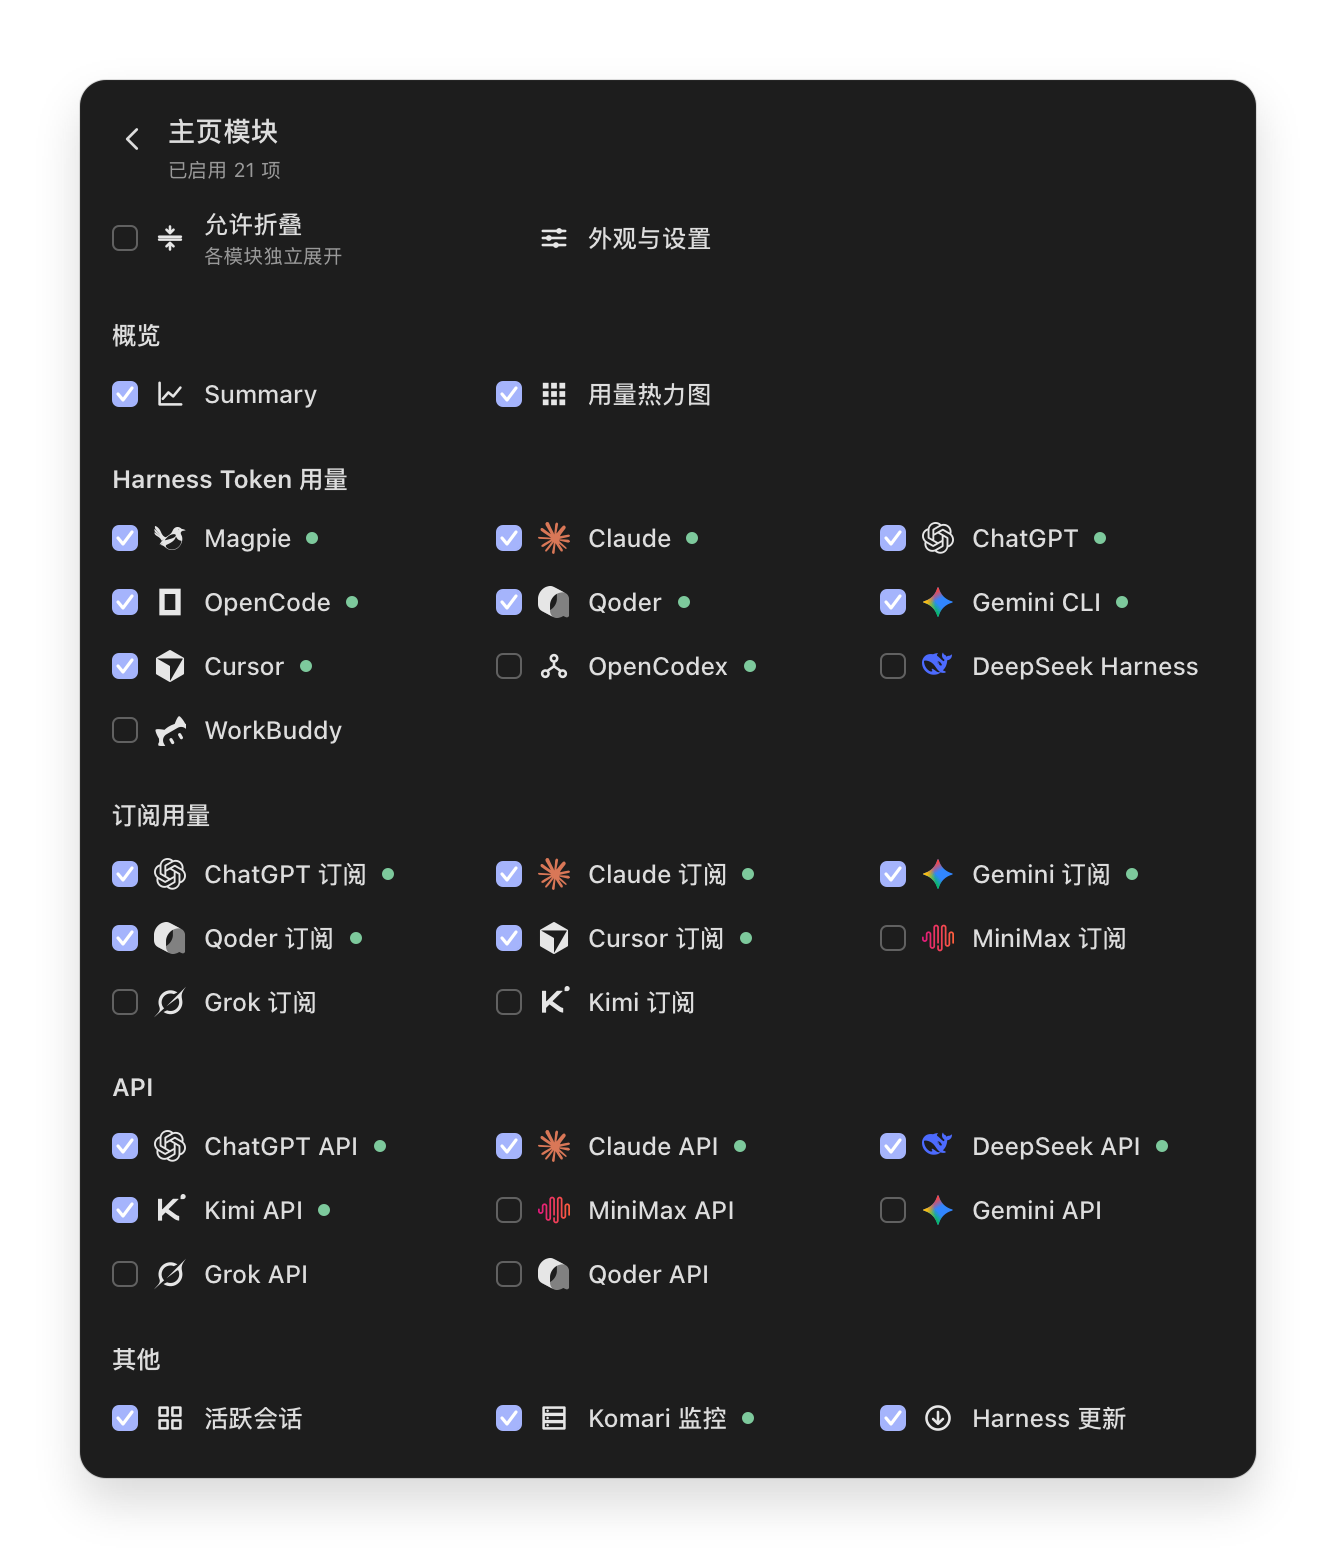 主页模块
已启用 21 项
允许折叠
各模块独立展开
外观与设置
概览
Summary
用量热力图
Harness Token 用量
Magpie
Claude
ChatGPT
OpenCode
Qoder
Gemini CLI
Cursor
OpenCodex
DeepSeek Harness
WorkBuddy
订阅用量
ChatGPT 订阅
Claude 订阅
Gemini 订阅
Qoder 订阅
Cursor 订阅
MiniMax 订阅
Grok 订阅
Kimi 订阅
API
ChatGPT API
Claude API
DeepSeek API
Kimi API
MiniMax API
Gemini API
Grok API
Qoder API
其他
活跃会话
Komari 监控
Harness 更新